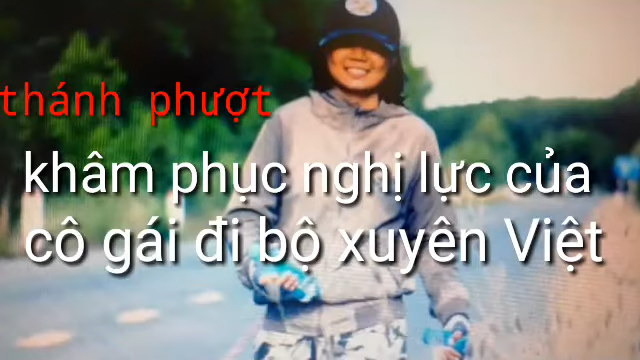 thánh phượt
khâm phục nghị lực của
cô gái đi bộ xuyên Việt